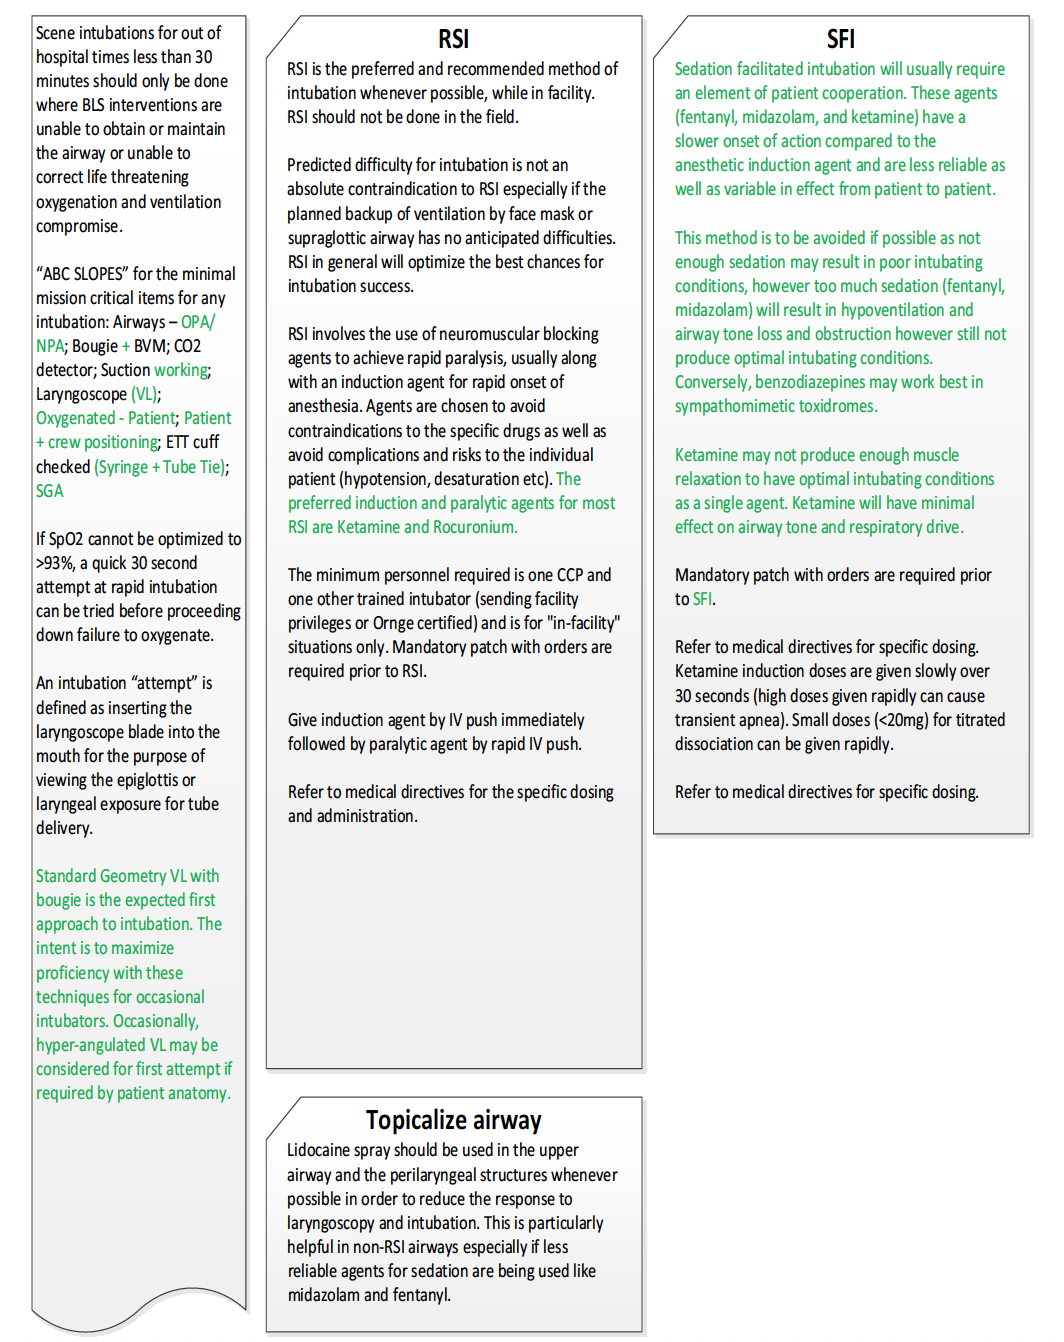 Scene intubations for out of
hospital times less than 30
minutes should only be done
where BLS interventions are
unable to obtain or maintain
the airway or unable to
correct life threatening
oxygenation and ventilation
compromise.
“ABC SLOPES” for the minimal
mission critical items for any
intubation: Airways – OPA/
NPA; Bougie + BVM; CO2
detector; Suction working;
Laryngoscope (VL);
Oxygenated - Patient; Patient
+ crew positioning; ETT cuff
checked (Syringe + Tube Tie);
SGA
If SpO2 cannot be optimized to
>93%, a quick 30 second
attempt at rapid intubation
can be tried before proceeding
down failure to oxygenate.
An intubation “attempt” is
defined as inserting the
laryngoscope blade into the
mouth for the purpose of
viewing the epiglottis or
laryngeal exposure for tube
delivery.
Standard Geometry VL with
bougie is the expected first
approach to intubation. The
intent is to maximize
proficiency with these
techniques for occasional
intubators. Occasionally,
hyper-angulated VL may be
considered for first attempt if
required by patient anatomy.
RSI
RSI is the preferred and recommended method of
intubation whenever possible, while in facility.
RSI should not be done in the field.
Predicted difficulty for intubation is not an
absolute contraindication to RSI especially if the
planned backup of ventilation by face mask or
supraglottic airway has no anticipated difficulties.
RSI in general will optimize the best chances for
intubation success.
RSI involves the use of neuromuscular blocking
agents to achieve rapid paralysis, usually along
with an induction agent for rapid onset of
anesthesia. Agents are chosen to avoid
contraindications to the specific drugs as well as
avoid complications and risks to the individual
patient (hypotension, desaturation etc). The
preferred induction and paralytic agents for most
RSI are Ketamine and Rocuronium.
The minimum personnel required is one CCP and
one other trained intubator (sending facility
privileges or Ornge certified) and is for "in-facility"
situations only. Mandatory patch with orders are
required prior to RSI.
Give induction agent by IV push immediately
followed by paralytic agent by rapid IV push.
Refer to medical directives for the specific dosing
and administration.
Topicalize airway
Lidocaine spray should be used in the upper
airway and the perilaryngeal structures whenever
possible in order to reduce the response to
laryngoscopy and intubation. This is particularly
helpful in non-RSI airways especially if less
reliable agents for sedation are being used like
midazolam and fentanyl.
SFI
Sedation facilitated intubation will usually require
an element of patient cooperation. These agents
(fentanyl, midazolam, and ketamine) have a
slower onset of action compared to the
anesthetic induction agent and are less reliable as
well as variable in effect from patient to patient.
This method is to be avoided if possible as not
enough sedation may result in poor intubating
conditions, however too much sedation (fentanyl,
midazolam) will result in hypoventilation and
airway tone loss and obstruction however still not
produce optimal intubating conditions.
Conversely, benzodiazepines may work best in
sympathomimetic toxidromes.
Ketamine may not produce enough muscle
relaxation to have optimal intubating conditions
as a single agent. Ketamine will have minimal
effect on airway tone and respiratory drive.
Mandatory patch with orders are required prior
to SFI.
Refer to medical directives for specific dosing.
Ketamine induction doses are given slowly over
30 seconds (high doses given rapidly can cause
transient apnea). Small doses (<20mg) for titrated
dissociation can be given rapidly.
Refer to medical directives for specific dosing.